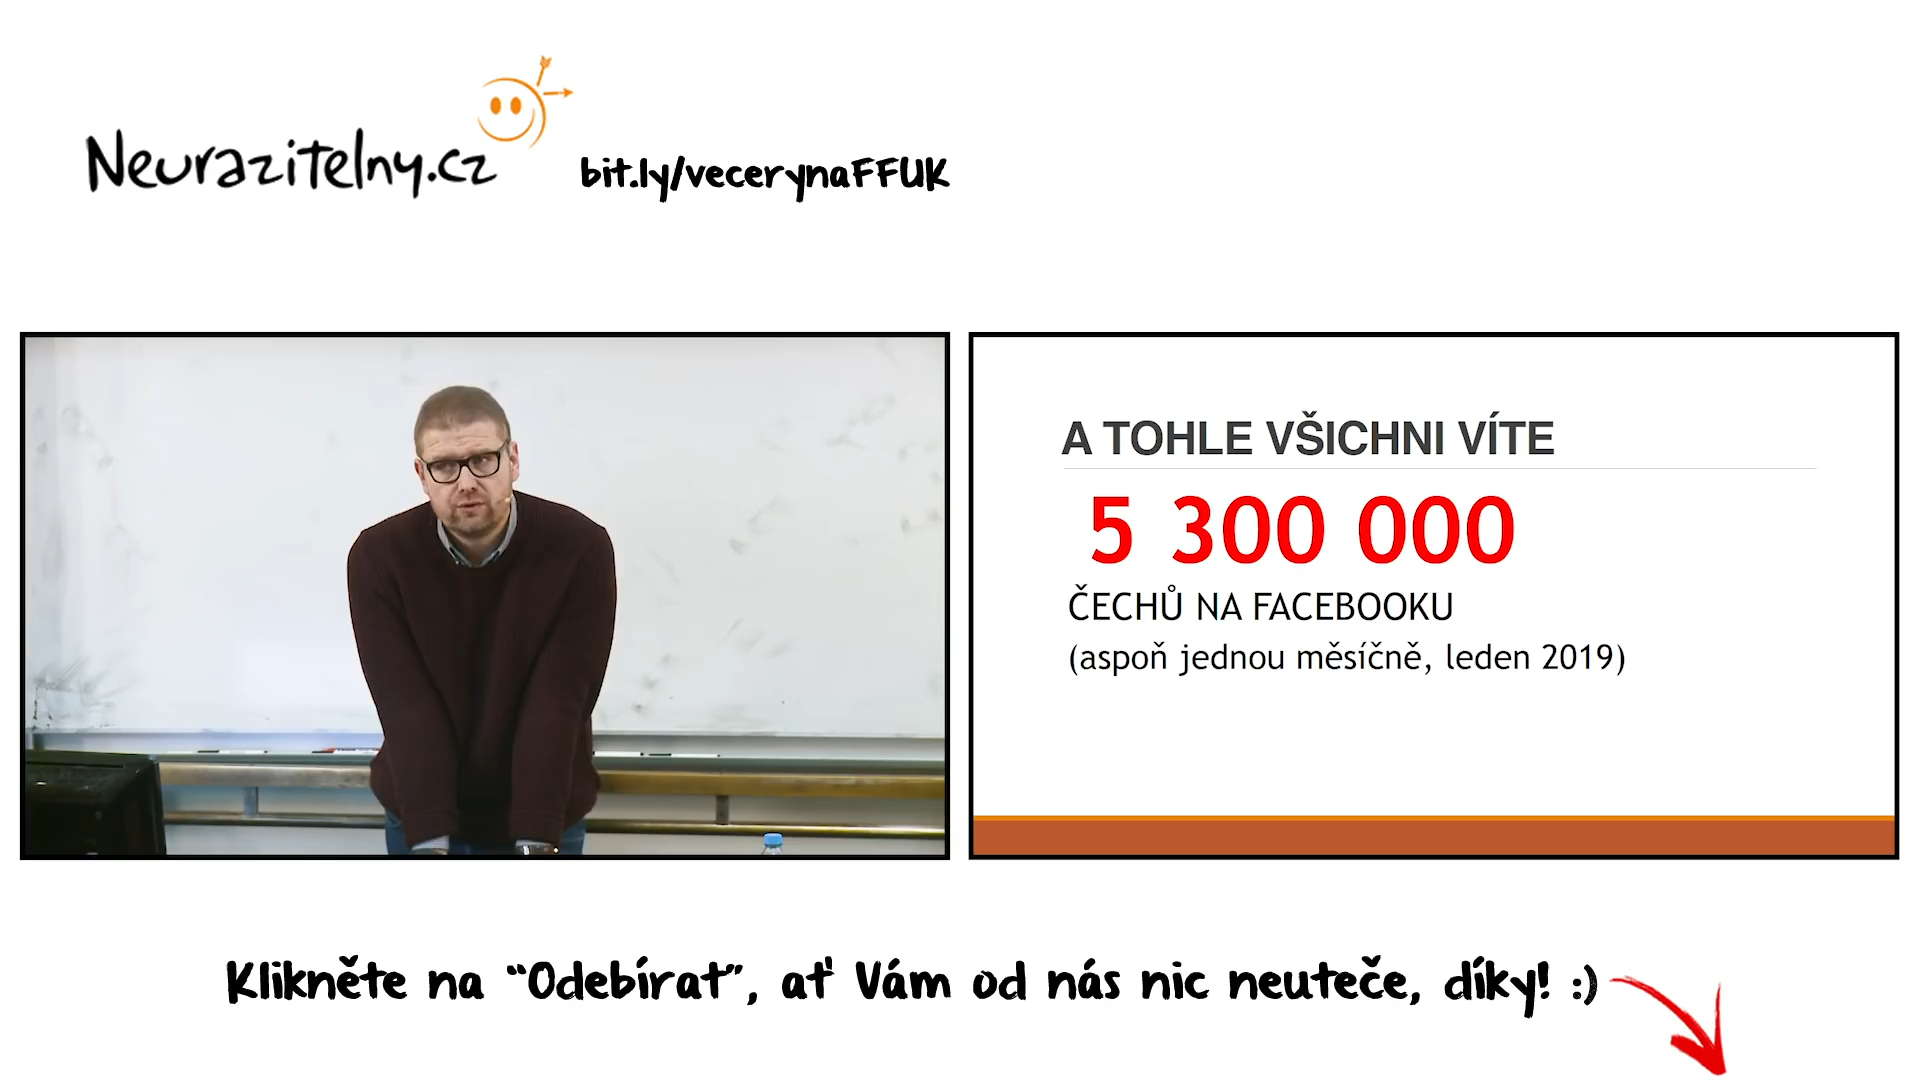 Neurazitelny.cz
bit.ly/vecerynaFFUK
A TOHLE VŠICHNI VÍTE
5 300 000
ČECHŮ NA FACEBOOKU
(aspoň jednou měsíčně, leden 2019)
Klikněte na “Odebírat”, ať Vám od nás nic neuteče, díky! :)